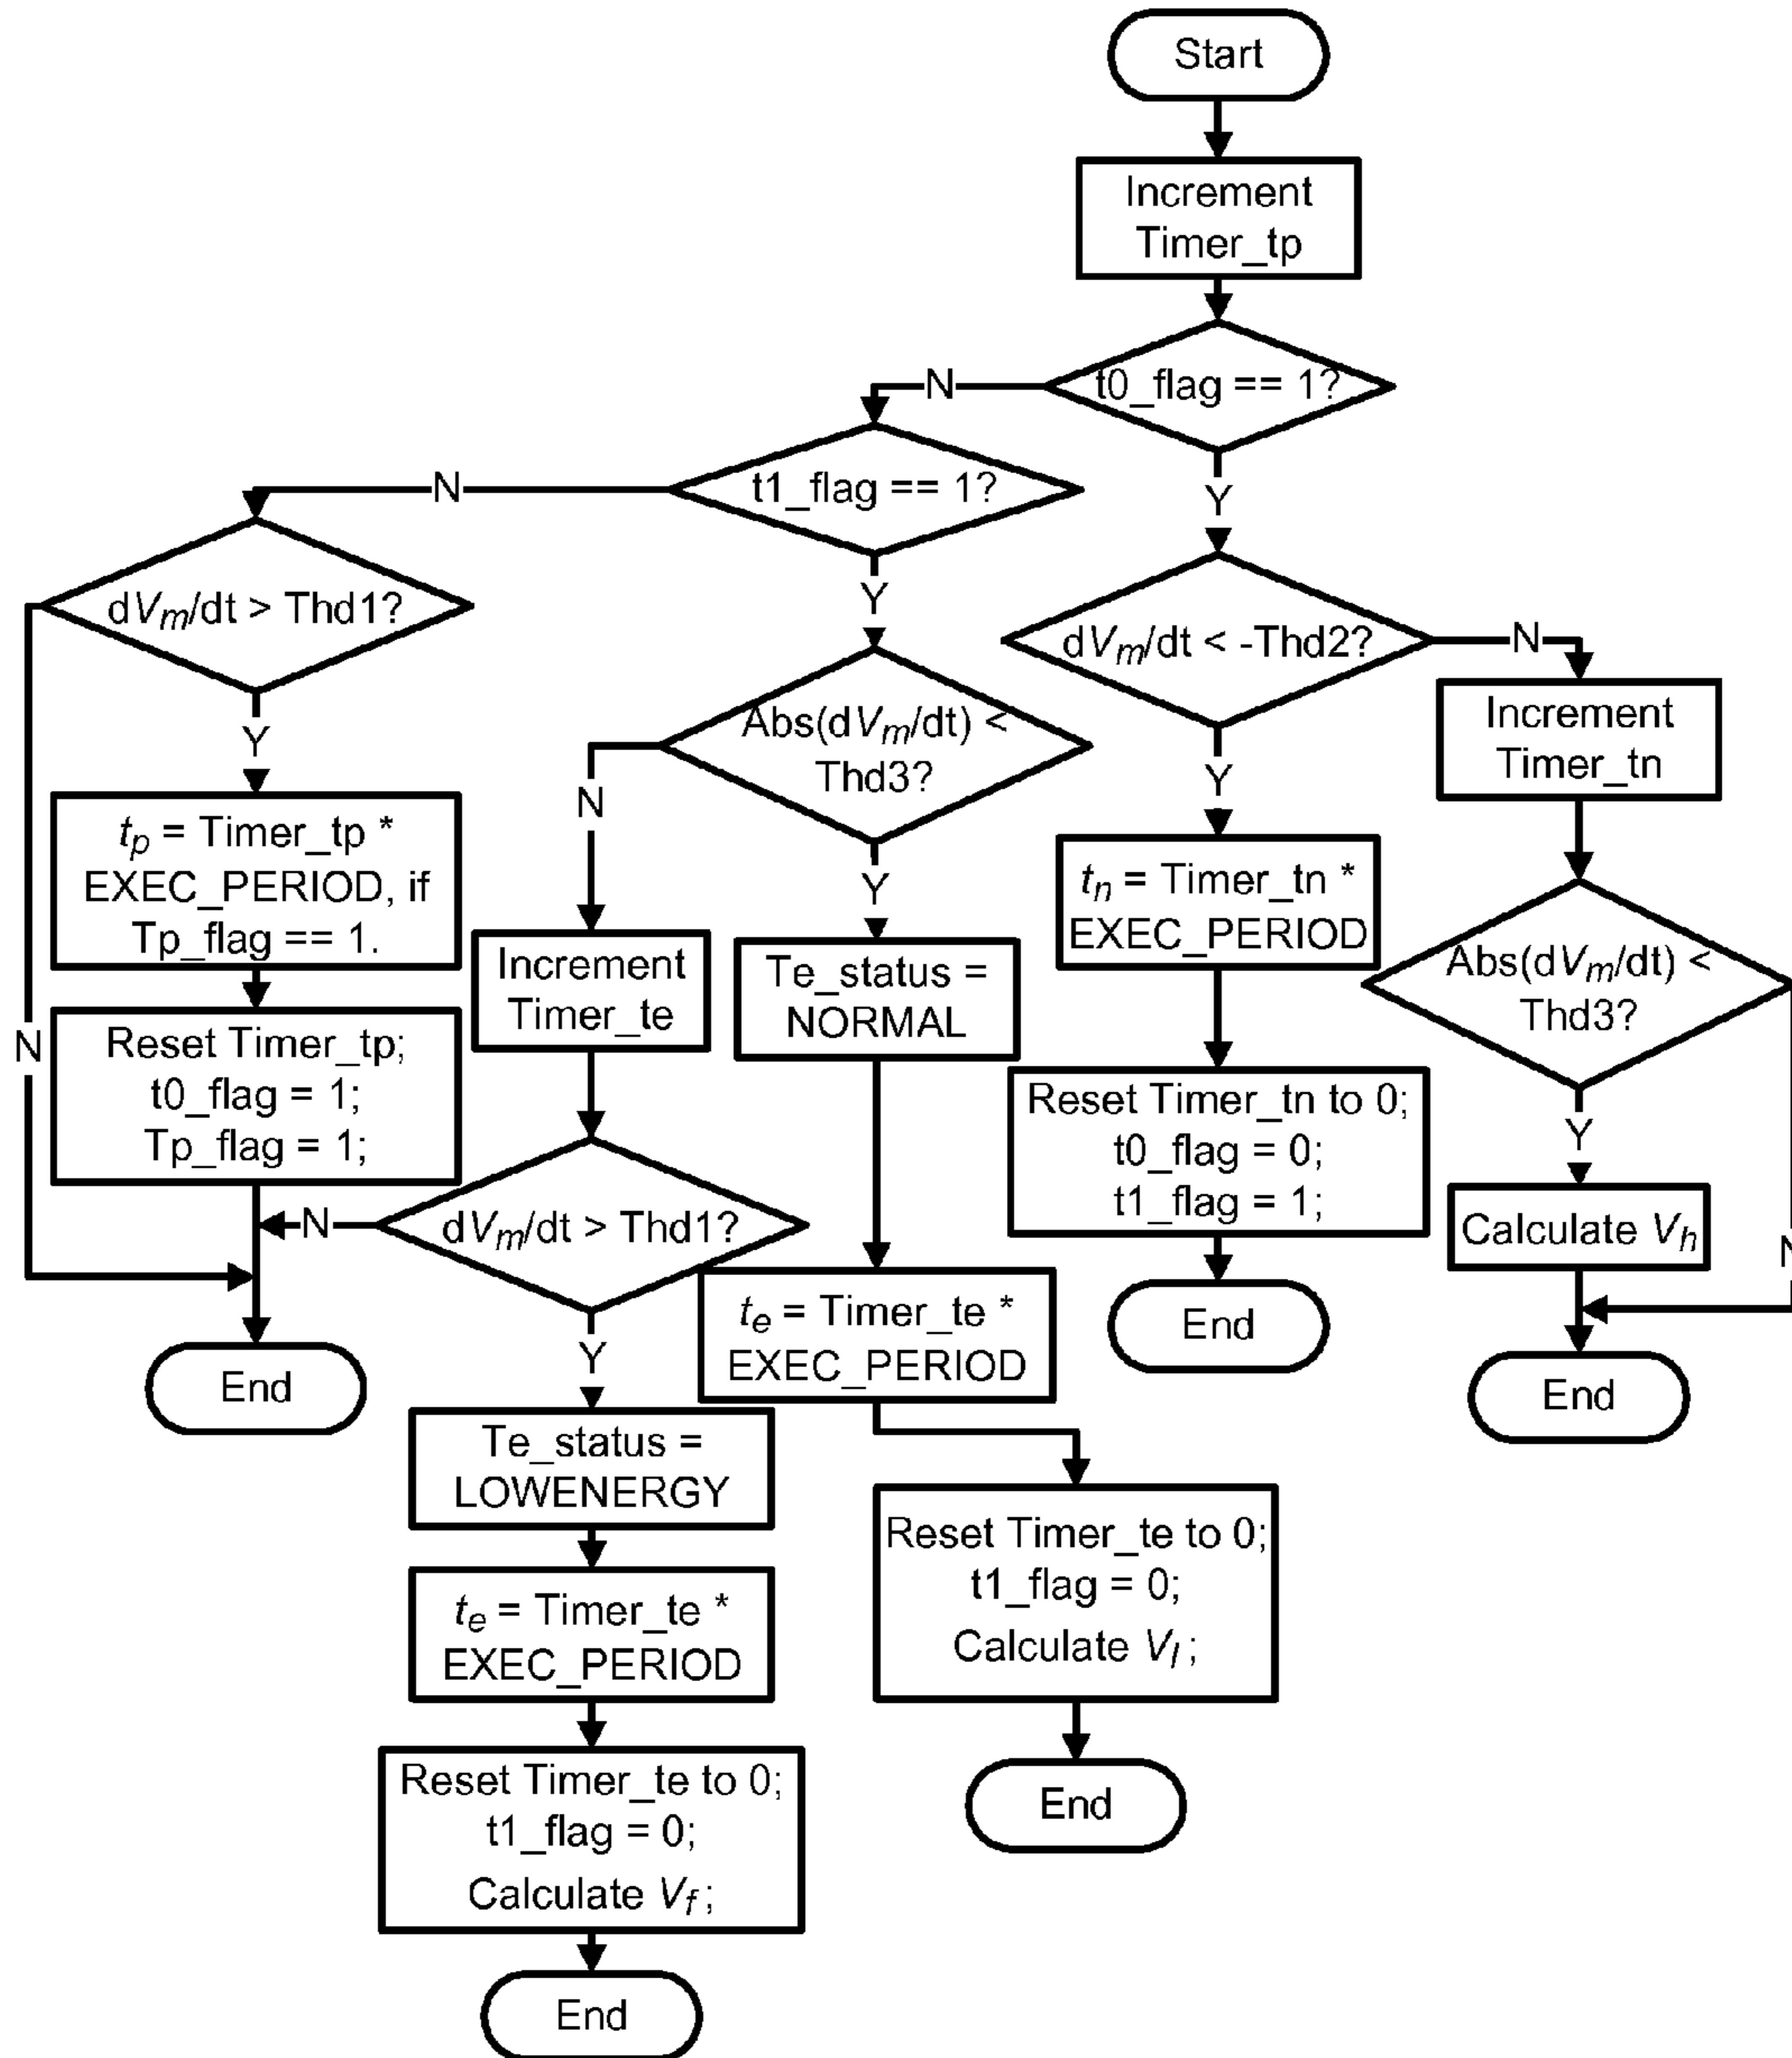 Start
Increment
Timer_tp
t0_flag == 1?
N
Y
t1_flag == 1?
N
Y
dVm/dt > Thd1?
N
Y
tp = Timer_tp *
EXEC_PERIOD, if
Tp_flag == 1.
Reset Timer_tp;
t0_flag = 1;
Tp_flag = 1;
End
Abs(dVm/dt) <
Thd3?
N
Y
Increment
Timer_te
dVm/dt > Thd1?
N
Y
Te_status =
LOWENERGY
te = Timer_te *
EXEC_PERIOD
Reset Timer_te to 0;
t1_flag = 0;
Calculate Vf ;
End
Te_status =
NORMAL
te = Timer_te *
EXEC_PERIOD
Reset Timer_te to 0;
t1_flag = 0;
Calculate Vl ;
End
dVm/dt < -Thd2?
N
Y
tn = Timer_tn *
EXEC_PERIOD
Reset Timer_tn to 0;
t0_flag = 0;
t1_flag = 1;
End
Increment
Timer_tn
Abs(dVm/dt) <
Thd3?
Y
N
Calculate Vh
End